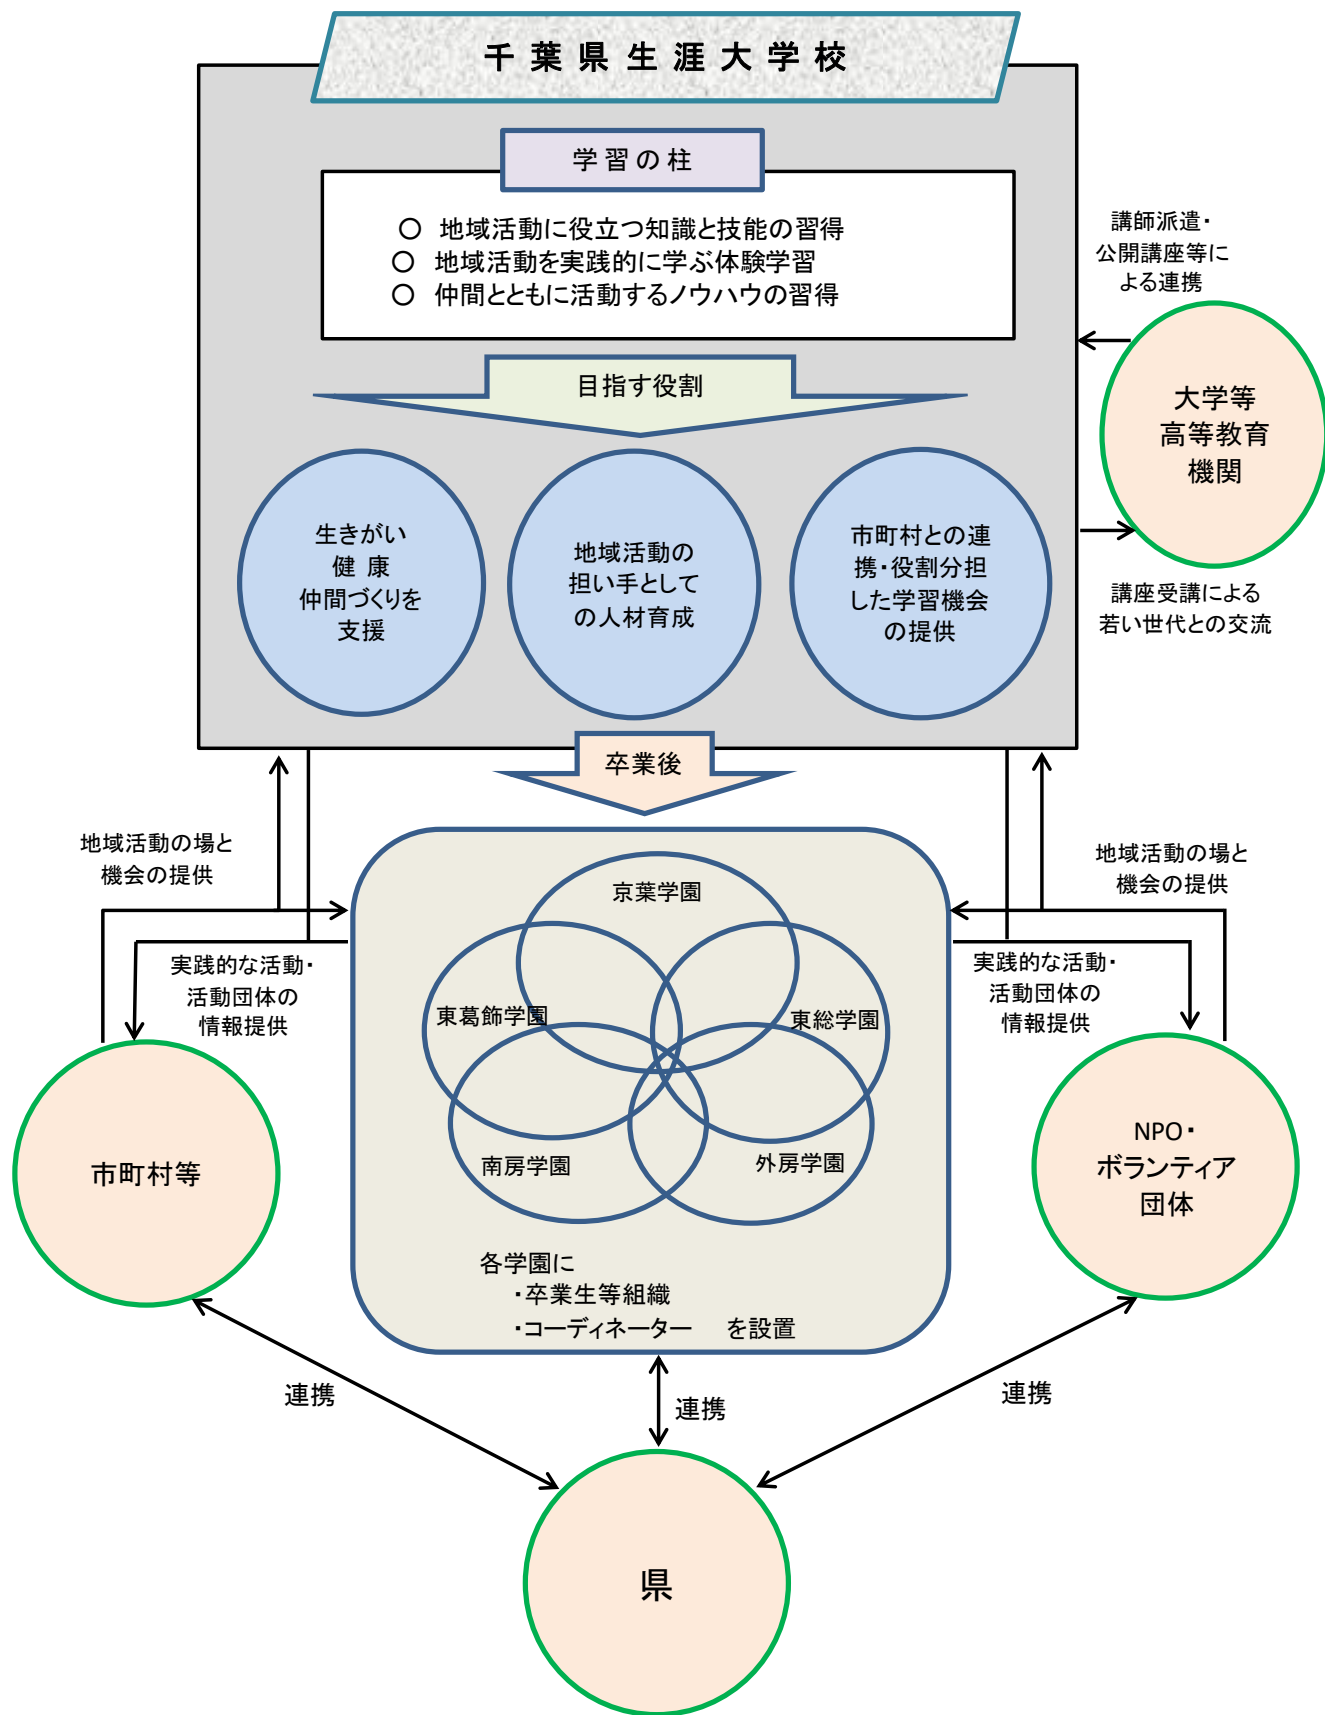 千葉県生涯大学校
学習の柱
○ 地域活動に役立つ知識と技能の習得
○ 地域活動を実践的に学ぶ体験学習
○ 仲間とともに活動するノウハウの習得
講師派遣・
公開講座等に
よる連携
目指す役割
大学等
高等教育
機関
生きがい
健 康
仲間づくりを
支援
地域活動の
担い手として
の人材育成
市町村との連
携・役割分担
した学習機会
の提供
講座受講による
若い世代との交流
卒業後
地域活動の場と
機会の提供
地域活動の場と
機会の提供
実践的な活動・
活動団体の
情報提供
実践的な活動・
活動団体の
情報提供
京葉学園
東葛飾学園
東総学園
南房学園
外房学園
市町村等
NPO・
ボランティア
団体
各学園に
・卒業生等組織
・コーディネーター を設置
連携
連携
連携
県